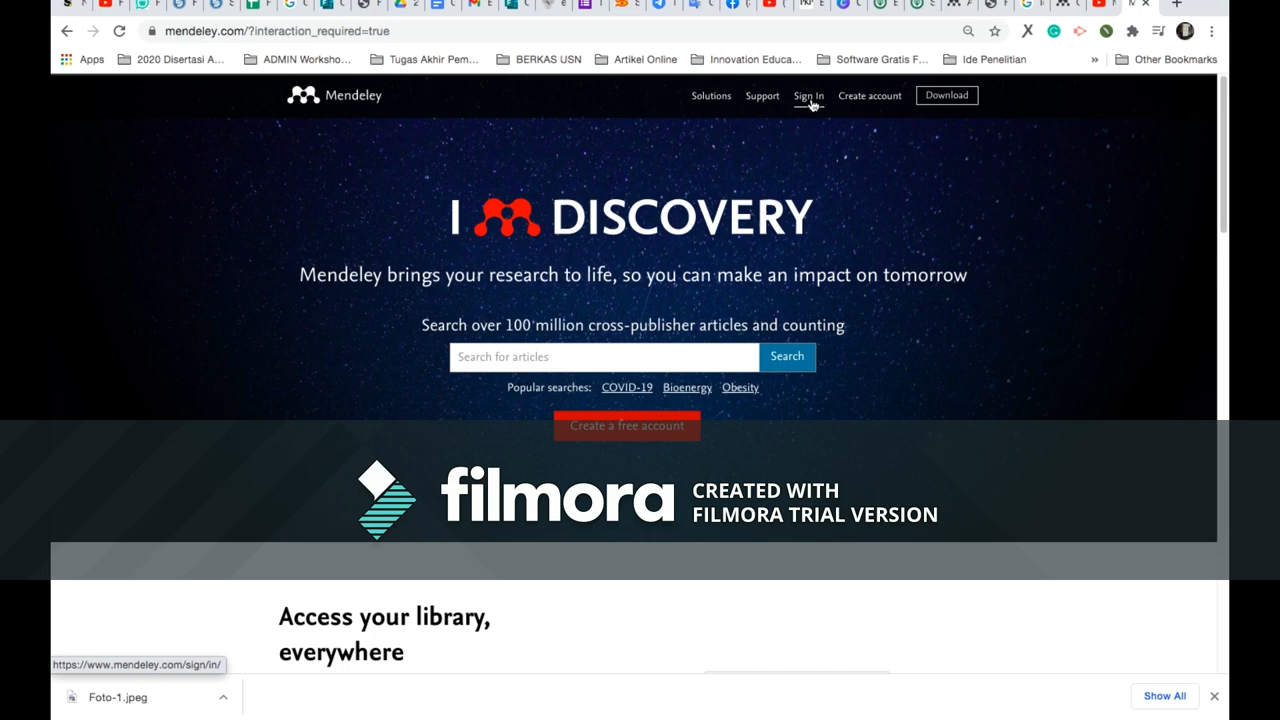 mendeley.com/?interaction_required=true
Apps 2020 Disertasi A... ADMIN Worksho... Tugas Akhir Pem... BERKAS USN Artikel Online Innovation Educa... Software Gratis F... Ide Penelitian » Other Bookmarks
Mendeley Solutions Support Sign In Create account Download
I DISCOVERY
Mendeley brings your research to life, so you can make an impact on tomorrow
Search over 100 million cross-publisher articles and counting
Search for articles Search
Popular searches: COVID-19 Bioenergy Obesity
Create a free account
filmora CREATED WITH
FILMORA TRIAL VERSION
Access your library,
everywhere
https://www.mendeley.com/sign/in/
Foto-1.jpeg Show All